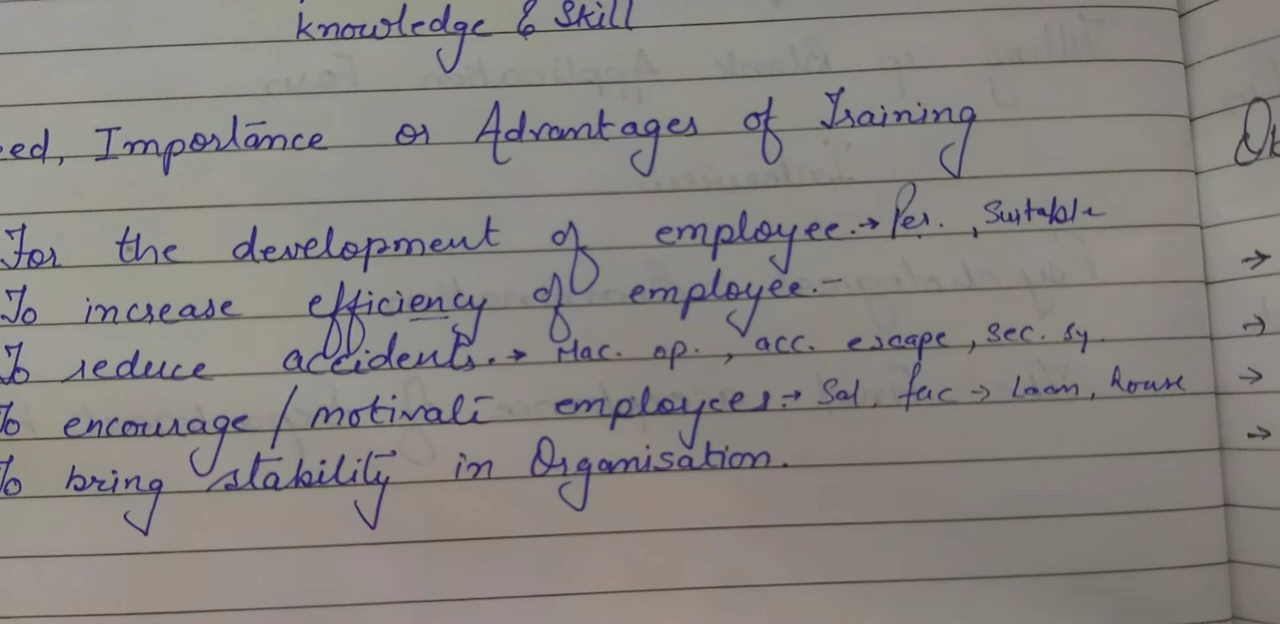 knowledge & Skill
ed, Importance or Advantages of Training
For the development of employee.→ Per., Suitable
To increase efficiency of employee.-
To reduce accidents.→ Mac. op., acc. escape, Sec. sy.
To encourage / motivate employees→ Sal, fac → Loan, house
To bring stability in Organisation.